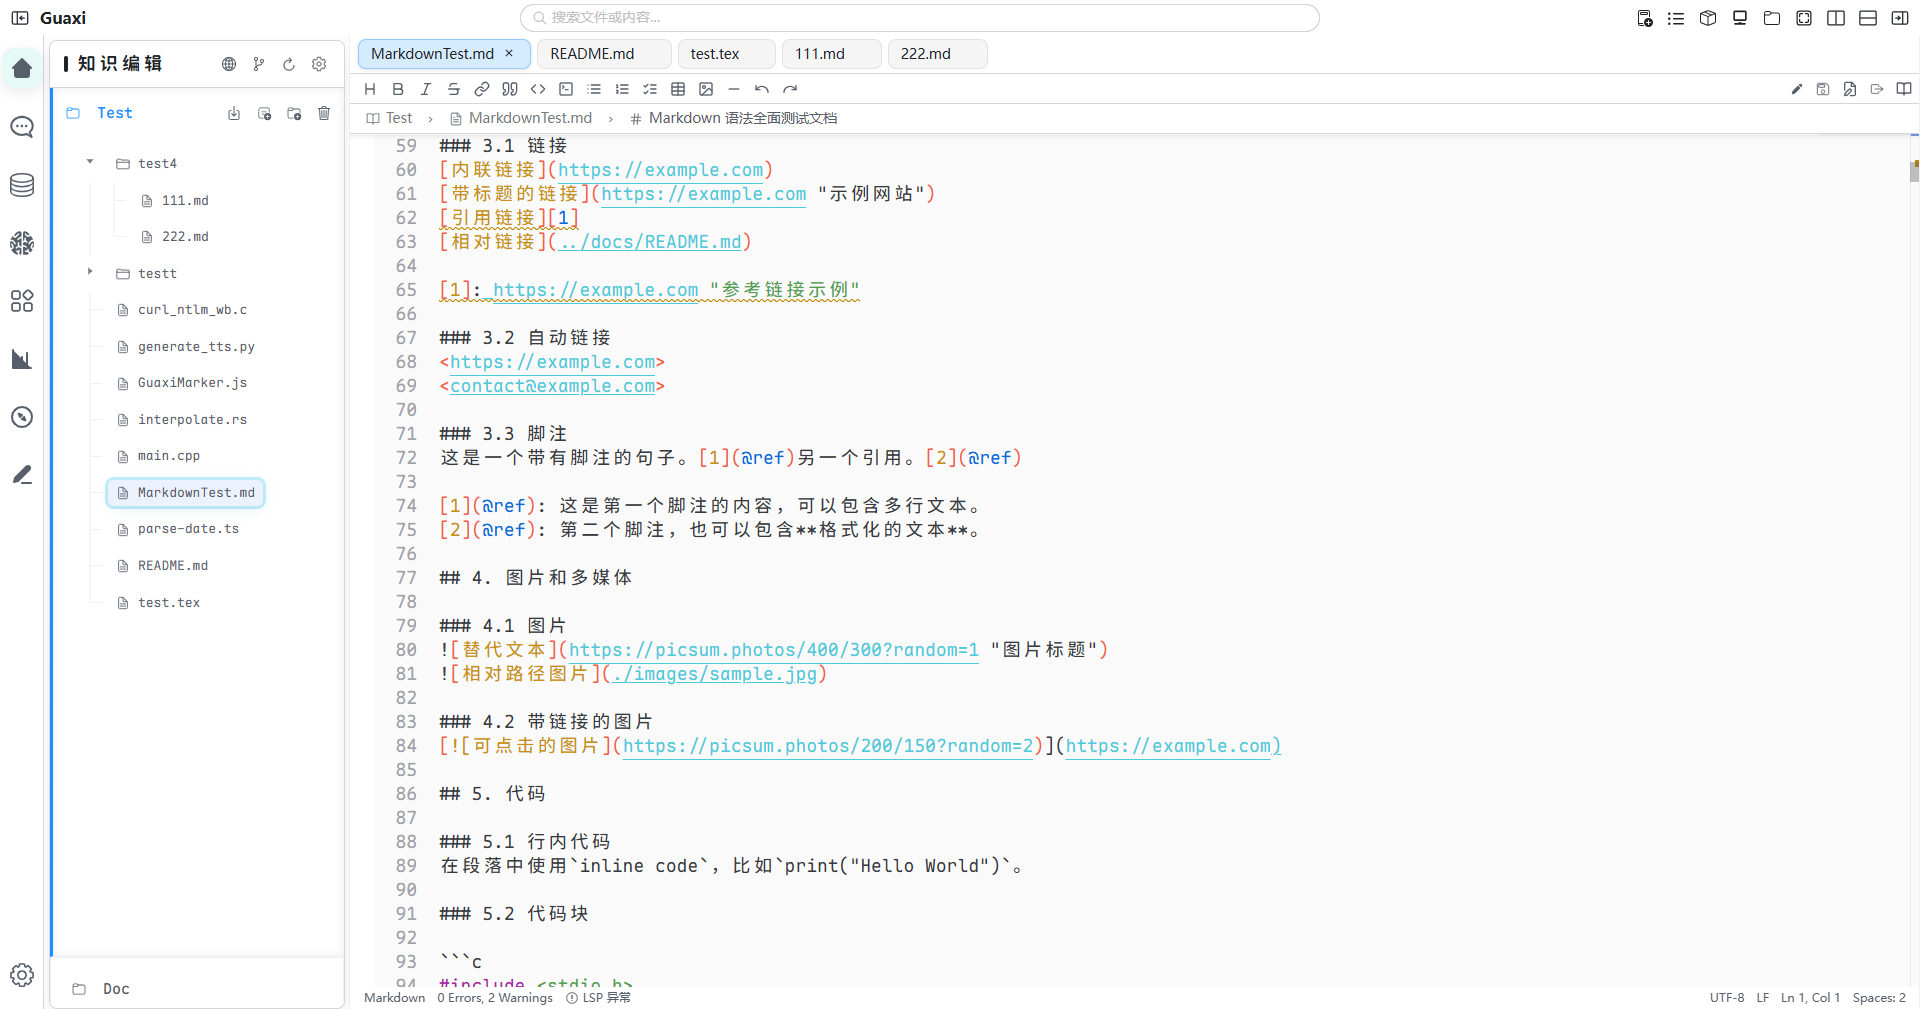 Guaxi
搜索文件或内容...
知识编辑
Test
test4
111.md
222.md
testt
curl_ntlm_wb.c
generate_tts.py
GuaxiMarker.js
interpolate.rs
main.cpp
MarkdownTest.md
parse-date.ts
README.md
test.tex
Doc
MarkdownTest.md ×
README.md
test.tex
111.md
222.md
Test › MarkdownTest.md › # Markdown 语法全面测试文档
59 ### 3.1 链接
60 [内联链接](https://example.com)
61 [带标题的链接](https://example.com "示例网站")
62 [引用链接][1]
63 [相对链接](../docs/README.md)
64
65 [1]: https://example.com "参考链接示例"
66
67 ### 3.2 自动链接
68 <https://example.com>
69 <contact@example.com>
70
71 ### 3.3 脚注
72 这是一个带有脚注的句子。[1](@ref)另一个引用。[2](@ref)
73
74 [1](@ref): 这是第一个脚注的内容，可以包含多行文本。
75 [2](@ref): 第二个脚注，也可以包含**格式化的文本**。
76
77 ## 4. 图片和多媒体
78
79 ### 4.1 图片
80 ![替代文本](https://picsum.photos/400/300?random=1 "图片标题")
81 ![相对路径图片](./images/sample.jpg)
82
83 ### 4.2 带链接的图片
84 [![可点击的图片](https://picsum.photos/200/150?random=2)](https://example.com)
85
86 ## 5. 代码
87
88 ### 5.1 行内代码
89 在段落中使用`inline code`，比如`print("Hello World")`。
90
91 ### 5.2 代码块
92
93 ```c
94 #include <stdio.h>
Markdown 0 Errors, 2 Warnings LSP 异常
UTF-8 LF Ln 1, Col 1 Spaces: 2